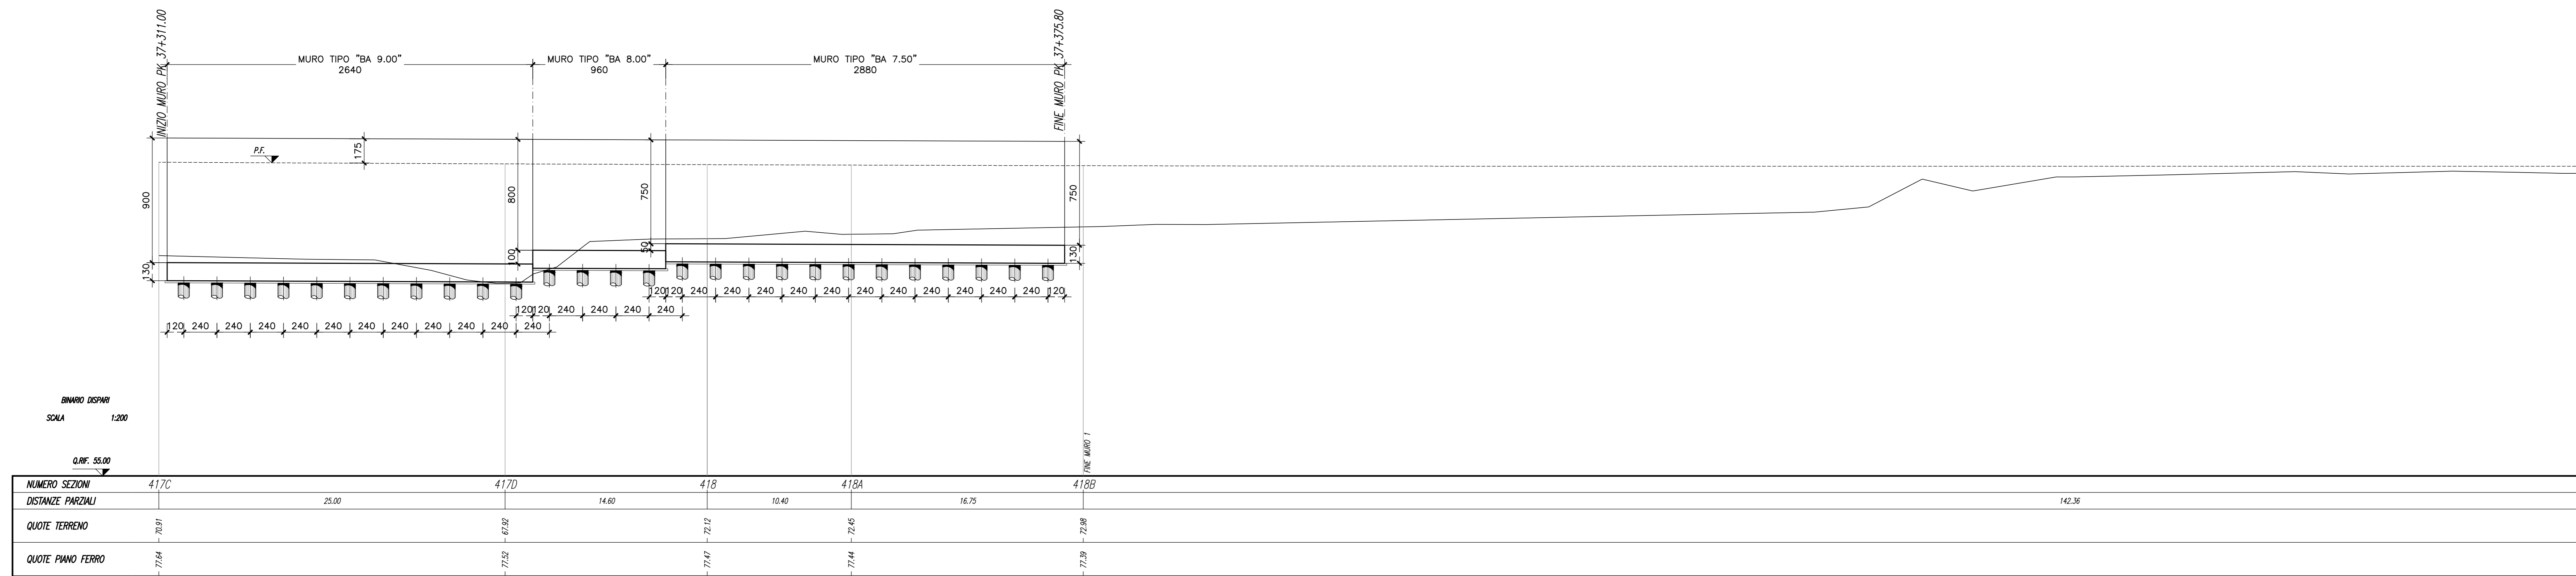 INIZIO MURO PK 37+311.00
FINE MURO PK 37+375.80
MURO TIPO "BA 9.00"
2640
MURO TIPO "BA 8.00"
960
MURO TIPO "BA 7.50"
2880
P.F.
175
900
130
800
100
750
50
750
130
120 120 240 240 240 240 240 240 240 240 240 240 240 120
120 120 240 240 240 240
120 240 240 240 240 240 240 240 240 240 240 240
BINARIO DISPARI
SCALA 1:200
Q.RIF. 55.00
FINE MURO 1
NUMERO SEZIONI 417C 417D 418 418A 418B
DISTANZE PARZIALI 25.00 14.60 10.40 16.75 142.36
QUOTE TERRENO 70.91 67.92 72.12 72.45 72.98
QUOTE PIANO FERRO 77.64 77.52 77.47 77.44 77.39